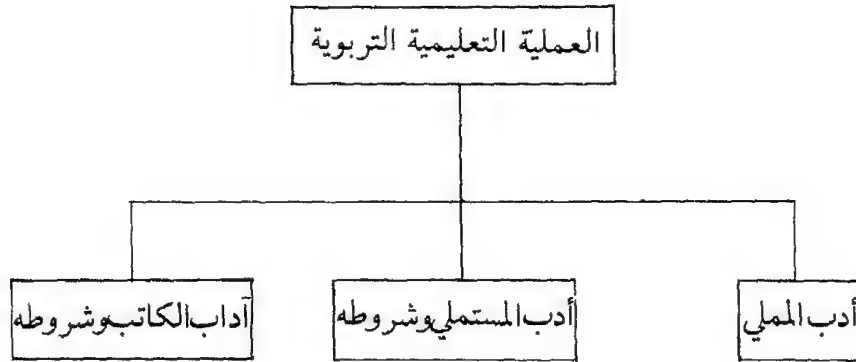 العملية التعليمية التربوية
أدب المملي
أدب المستملي وشروطه
آداب الكاتب وشروطه